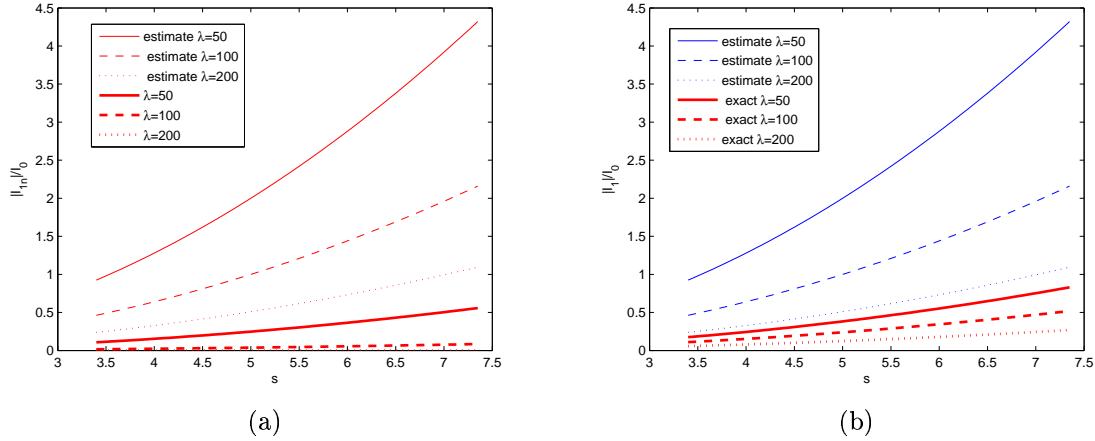 4.5
4
3.5
3
2.5
2
1.5
1
0.5
0
|I1n|/I0
estimate λ=50
estimate λ=100
estimate λ=200
λ=50
λ=100
λ=200
3 3.5 4 4.5 5 5.5 6 6.5 7 7.5
s
(a)
4.5
4
3.5
3
2.5
2
1.5
1
0.5
0
|I1|/I0
estimate λ=50
estimate λ=100
estimate λ=200
exact λ=50
exact λ=100
exact λ=200
3 3.5 4 4.5 5 5.5 6 6.5 7 7.5
s
(b)